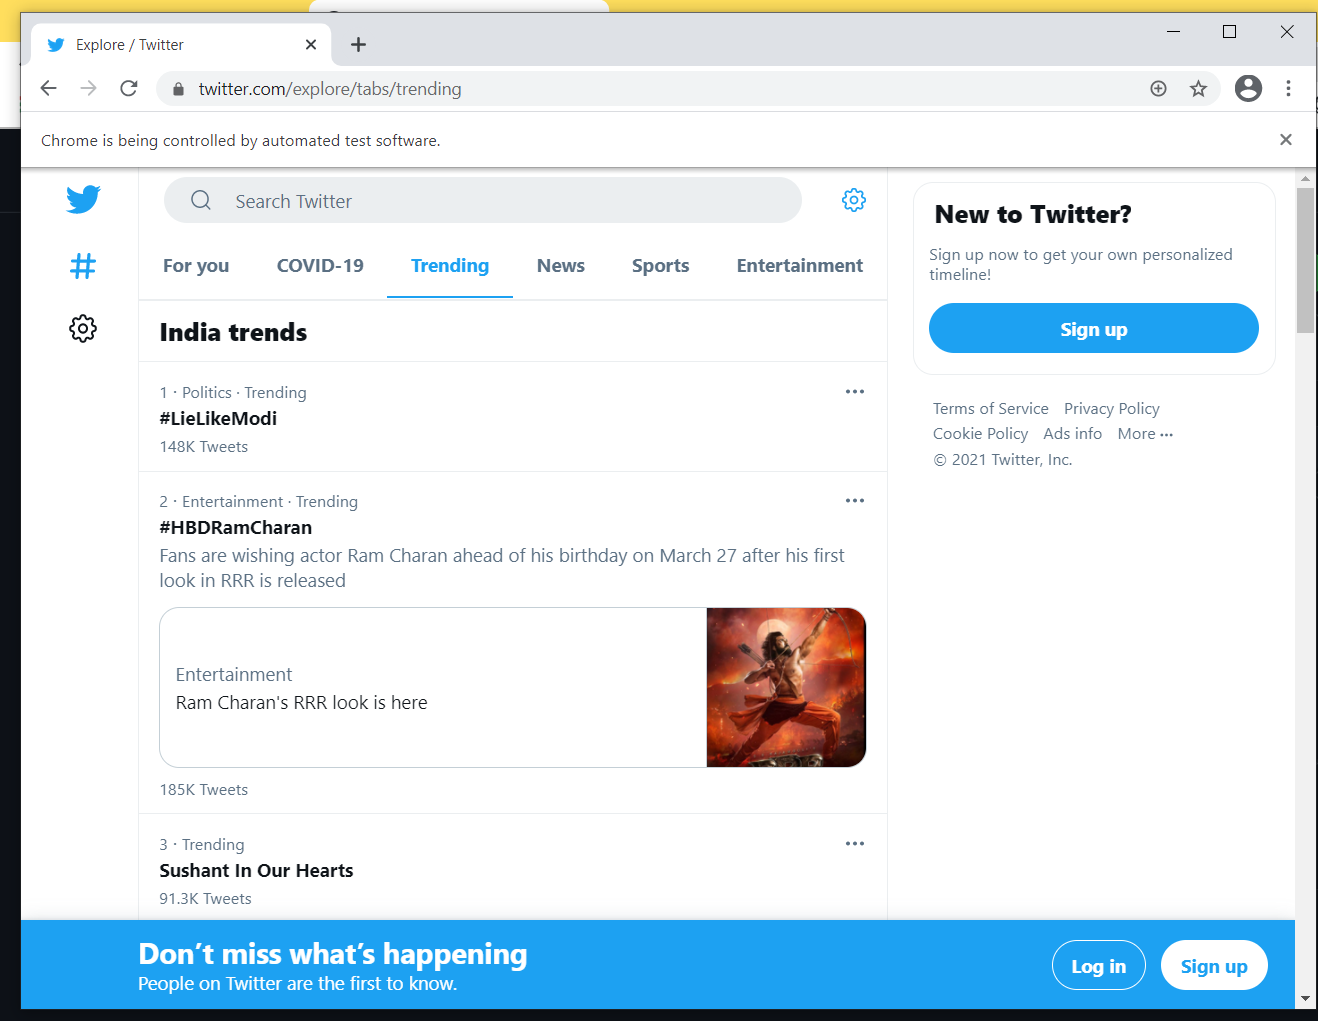 Explore / Twitter
twitter.com/explore/tabs/trending
Chrome is being controlled by automated test software.
Search Twitter
For you COVID-19 Trending News Sports Entertainment
India trends
1 · Politics · Trending
#LieLikeModi
148K Tweets
2 · Entertainment · Trending
#HBDRamCharan
Fans are wishing actor Ram Charan ahead of his birthday on March 27 after his first
look in RRR is released
Entertainment
Ram Charan's RRR look is here
185K Tweets
3 · Trending
Sushant In Our Hearts
91.3K Tweets
New to Twitter?
Sign up now to get your own personalized
timeline!
Sign up
Terms of Service Privacy Policy
Cookie Policy Ads info More ···
© 2021 Twitter, Inc.
Don’t miss what’s happening
People on Twitter are the first to know.
Log in Sign up